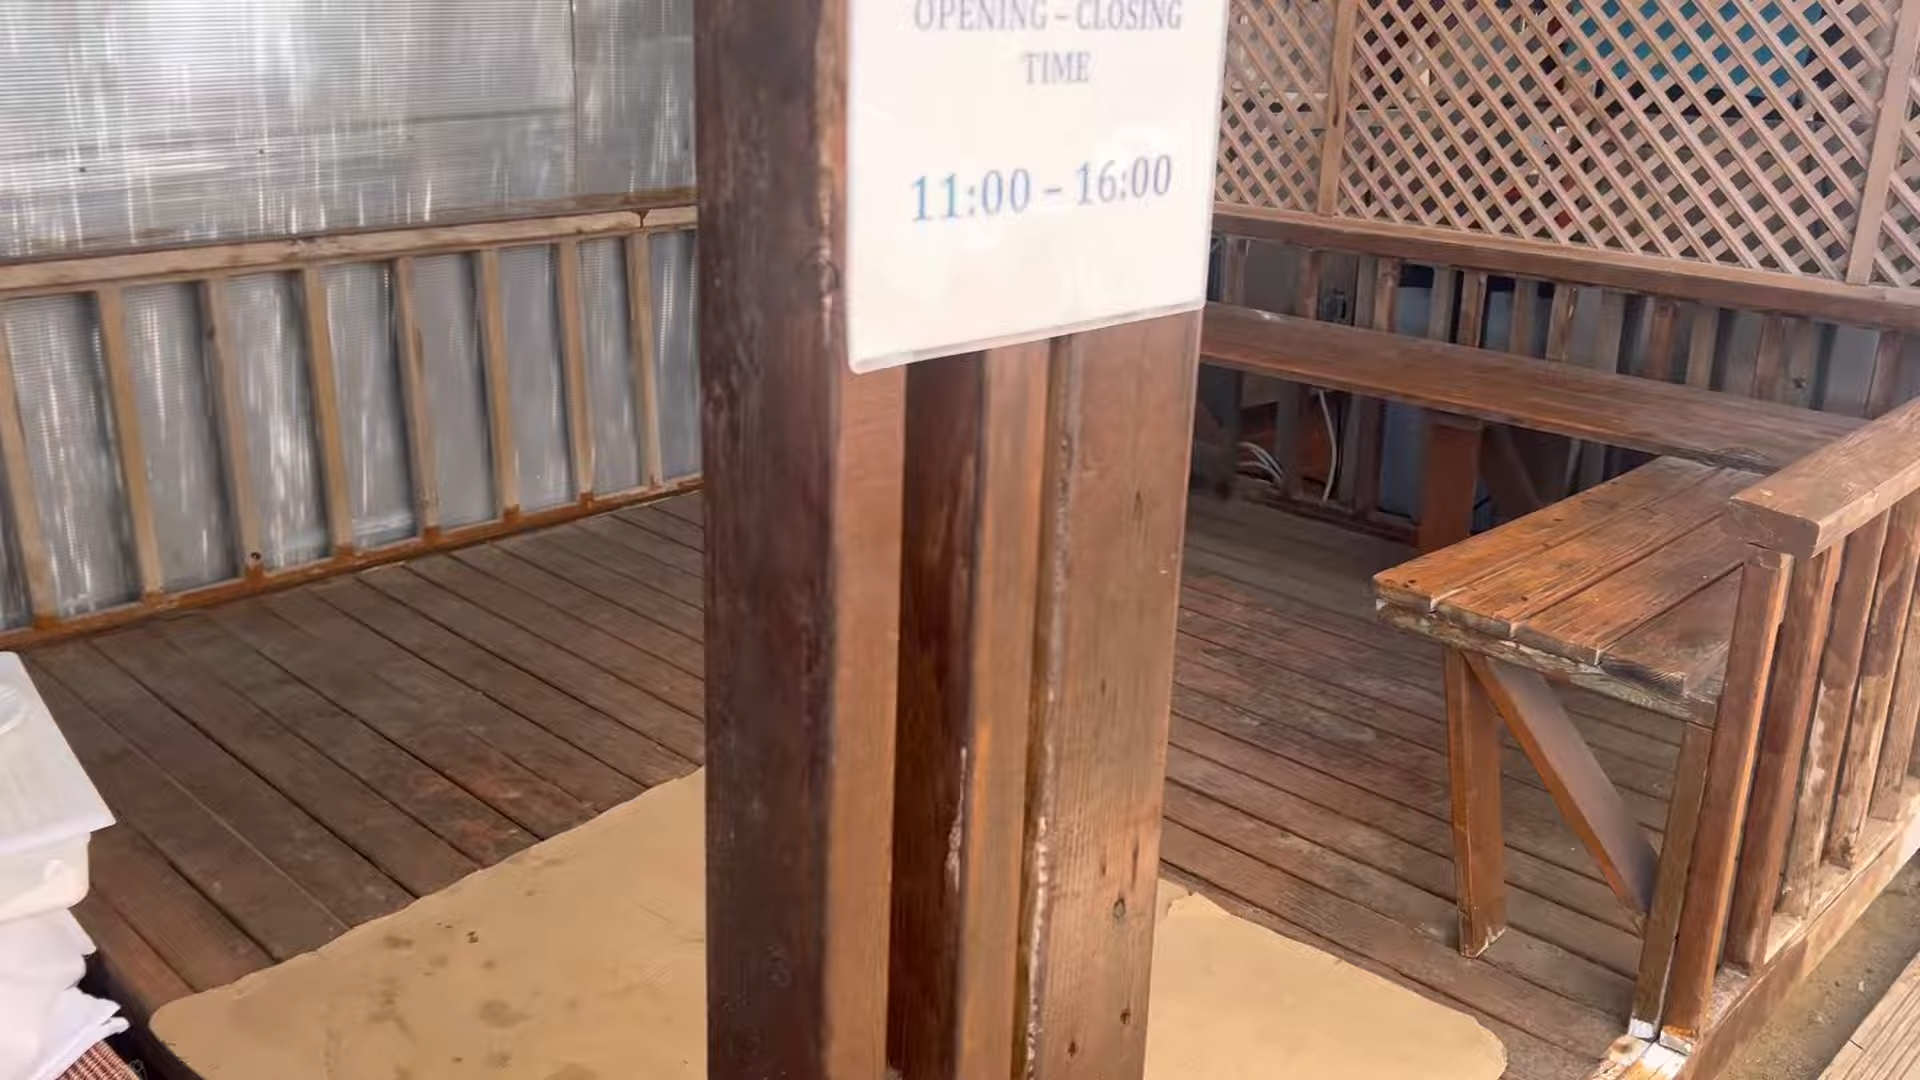 OPENING – CLOSING
TIME
11:00 – 16:00